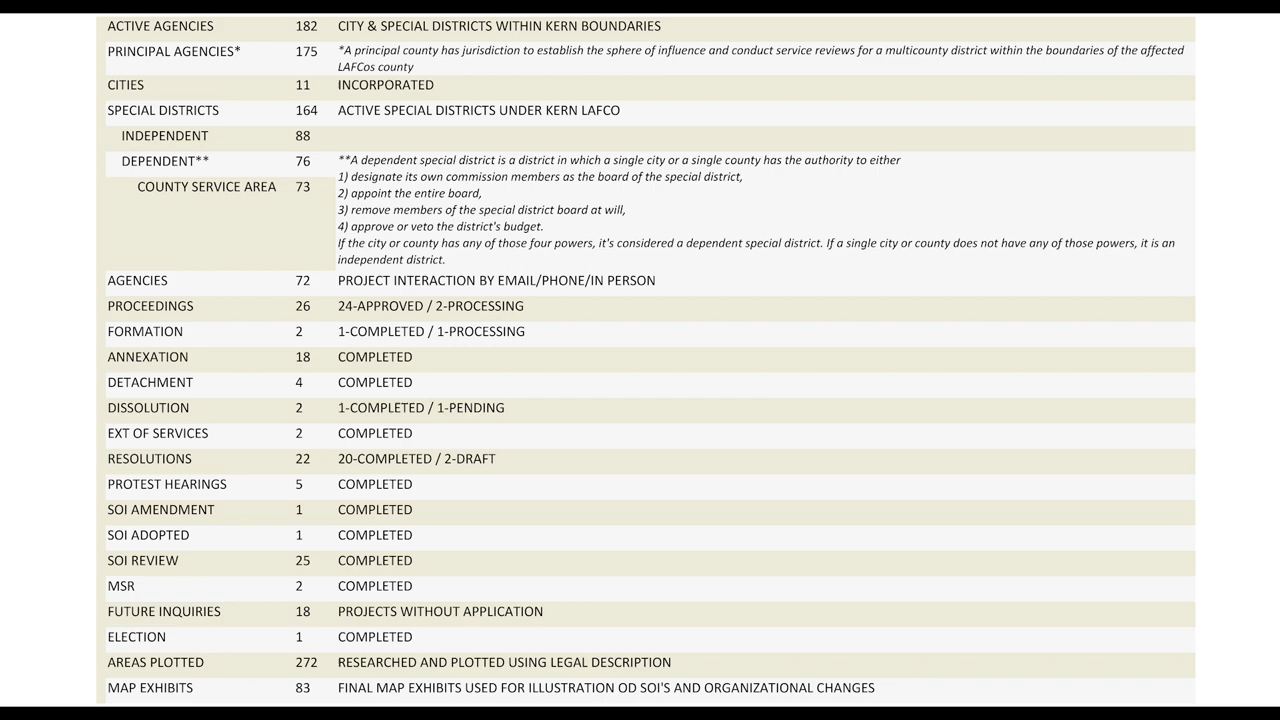 ACTIVE AGENCIES 182 CITY & SPECIAL DISTRICTS WITHIN KERN BOUNDARIES
PRINCIPAL AGENCIES* 175 *A principal county has jurisdiction to establish the sphere of influence and conduct service reviews for a multicounty district within the boundaries of the affected
LAFCos county
CITIES 11 INCORPORATED
SPECIAL DISTRICTS 164 ACTIVE SPECIAL DISTRICTS UNDER KERN LAFCO
INDEPENDENT 88
DEPENDENT** 76 **A dependent special district is a district in which a single city or a single county has the authority to either
1) designate its own commission members as the board of the special district,
COUNTY SERVICE AREA 73
2) appoint the entire board,
3) remove members of the special district board at will,
4) approve or veto the district's budget.
If the city or county has any of those four powers, it's considered a dependent special district. If a single city or county does not have any of those powers, it is an
independent district.
AGENCIES 72 PROJECT INTERACTION BY EMAIL/PHONE/IN PERSON
PROCEEDINGS 26 24-APPROVED / 2-PROCESSING
FORMATION 2 1-COMPLETED / 1-PROCESSING
ANNEXATION 18 COMPLETED
DETACHMENT 4 COMPLETED
DISSOLUTION 2 1-COMPLETED / 1-PENDING
EXT OF SERVICES 2 COMPLETED
RESOLUTIONS 22 20-COMPLETED / 2-DRAFT
PROTEST HEARINGS 5 COMPLETED
SOI AMENDMENT 1 COMPLETED
SOI ADOPTED 1 COMPLETED
SOI REVIEW 25 COMPLETED
MSR 2 COMPLETED
FUTURE INQUIRIES 18 PROJECTS WITHOUT APPLICATION
ELECTION 1 COMPLETED
AREAS PLOTTED 272 RESEARCHED AND PLOTTED USING LEGAL DESCRIPTION
MAP EXHIBITS 83 FINAL MAP EXHIBITS USED FOR ILLUSTRATION OD SOI'S AND ORGANIZATIONAL CHANGES